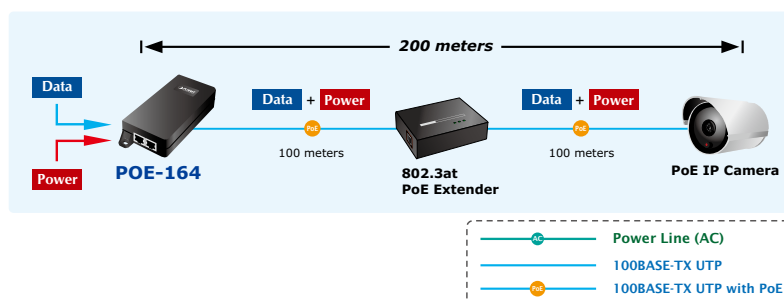 200 meters
Data
Data + Power
Data + Power
PoE
PoE
100 meters
100 meters
Power
POE-164
802.3at
PoE Extender
PoE IP Camera
AC
Power Line (AC)
100BASE-TX UTP
PoE
100BASE-TX UTP with PoE